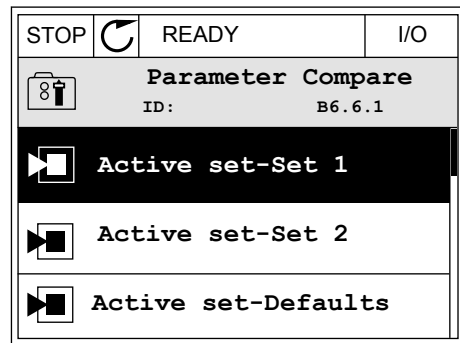 STOP READY I/O
Parameter Compare
ID: B6.6.1
Active set-Set 1
Active set-Set 2
Active set-Defaults